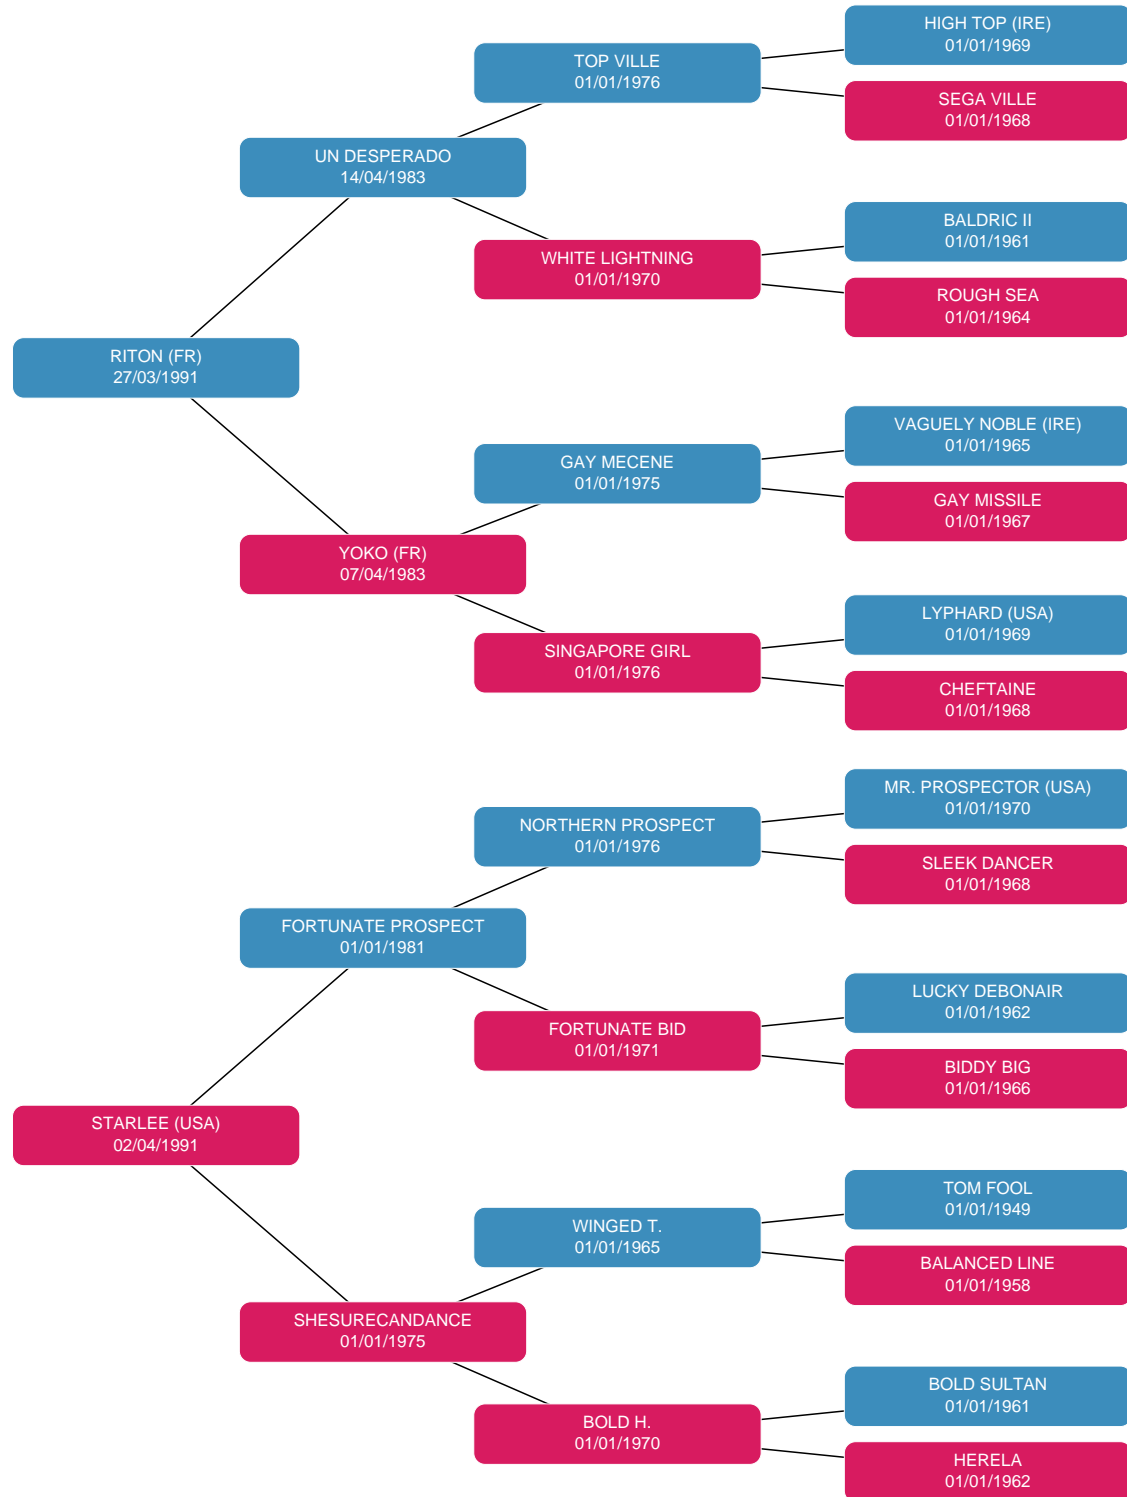 HIGH TOP (IRE)
01/01/1969
TOP VILLE
01/01/1976
SEGA VILLE
01/01/1968
UN DESPERADO
14/04/1983
BALDRIC II
01/01/1961
WHITE LIGHTNING
01/01/1970
ROUGH SEA
01/01/1964
RITON (FR)
27/03/1991
VAGUELY NOBLE (IRE)
01/01/1965
GAY MECENE
01/01/1975
GAY MISSILE
01/01/1967
YOKO (FR)
07/04/1983
LYPHARD (USA)
01/01/1969
SINGAPORE GIRL
01/01/1976
CHEFTAINE
01/01/1968
MR. PROSPECTOR (USA)
01/01/1970
NORTHERN PROSPECT
01/01/1976
SLEEK DANCER
01/01/1968
FORTUNATE PROSPECT
01/01/1981
LUCKY DEBONAIR
01/01/1962
FORTUNATE BID
01/01/1971
BIDDY BIG
01/01/1966
STARLEE (USA)
02/04/1991
TOM FOOL
01/01/1949
WINGED T.
01/01/1965
BALANCED LINE
01/01/1958
SHESURECANDANCE
01/01/1975
BOLD SULTAN
01/01/1961
BOLD H.
01/01/1970
HERELA
01/01/1962